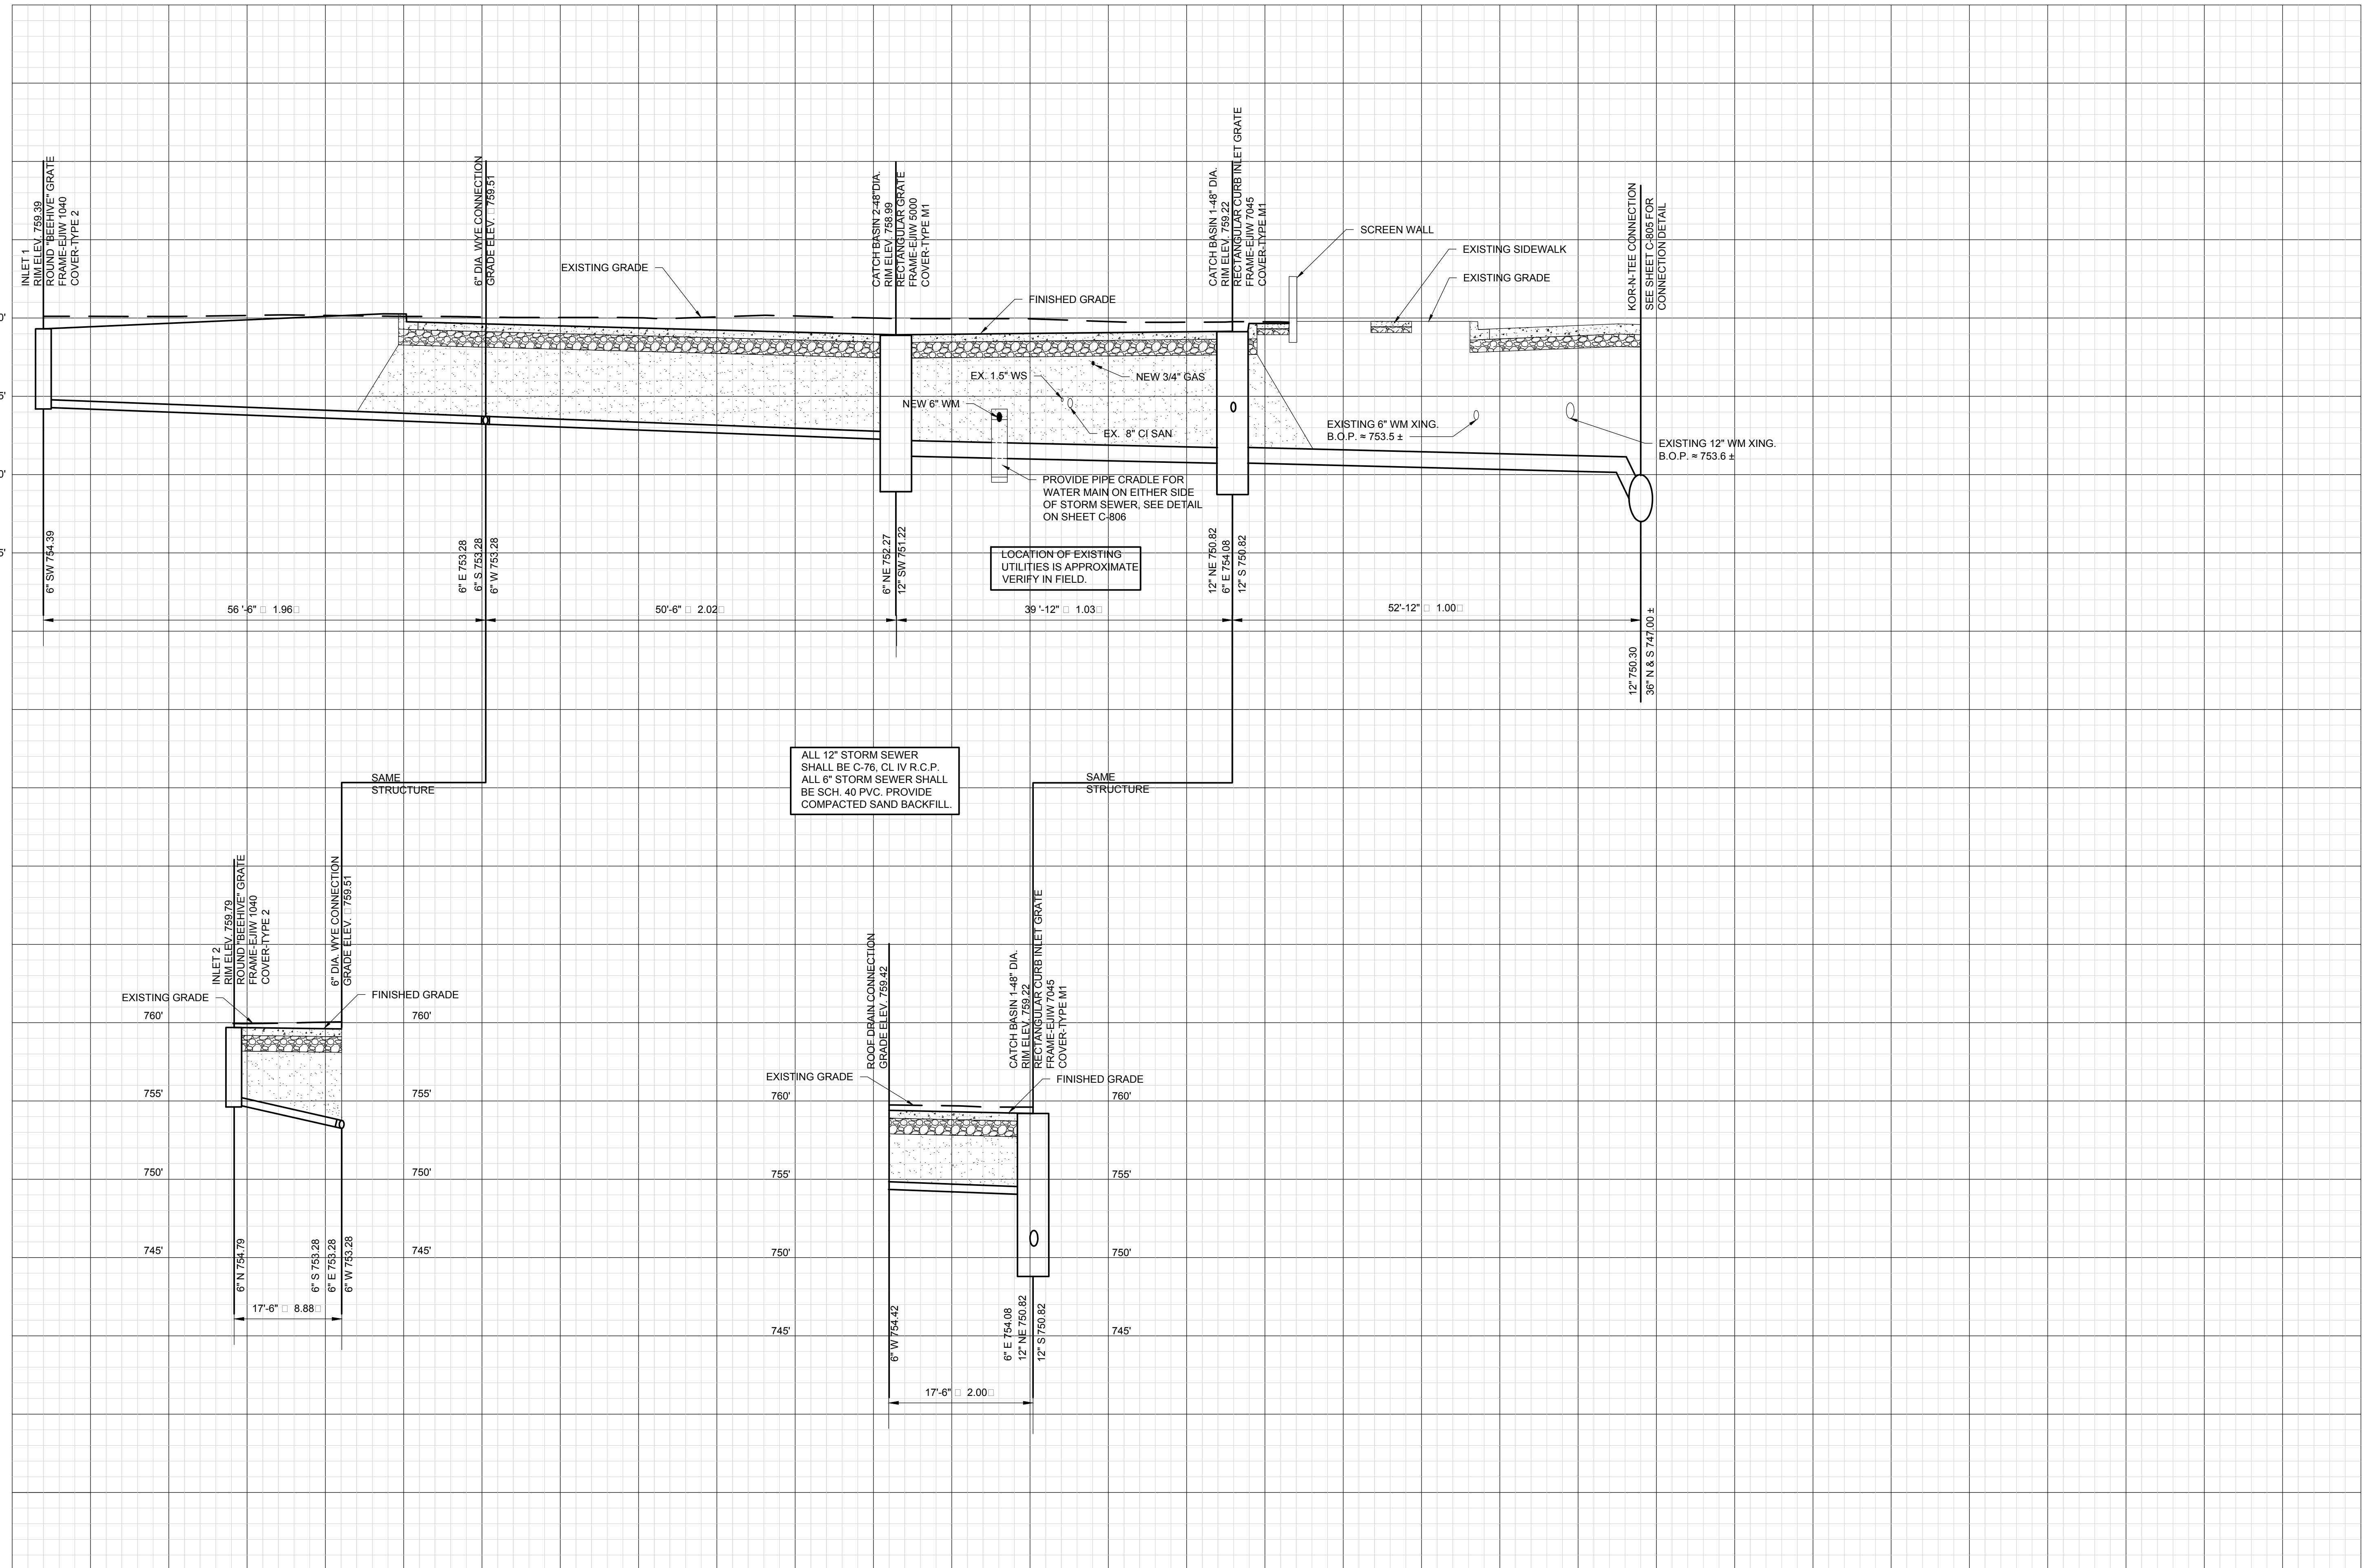 INLET 1
RIM ELEV. 759.39
ROUND "BEEHIVE" GRATE
FRAME-EJIW 1040
COVER-TYPE 2
6" DIA. WYE CONNECTION
GRADE ELEV. □759.51
CATCH BASIN 2-48"DIA.
RIM ELEV. 758.99
RECTANGULAR GRATE
FRAME-EJIW 5000
COVER-TYPE M1
CATCH BASIN 1-48" DIA.
RIM ELEV. 759.22
RECTANGULAR CURB INLET GRATE
FRAME-EJIW 7045
COVER-TYPE M1
KOR-N-TEE CONNECTION
SEE SHEET C-805 FOR
CONNECTION DETAIL
SCREEN WALL
EXISTING SIDEWALK
EXISTING GRADE
EXISTING GRADE
FINISHED GRADE
0'
5'
0'
5'
EX. 1.5" WS
NEW 3/4" GAS
NEW 6" WM
EX. 8" CI SAN
EXISTING 6" WM XING.
B.O.P. ≈ 753.5 ±
EXISTING 12" WM XING.
B.O.P. ≈ 753.6 ±
PROVIDE PIPE CRADLE FOR
WATER MAIN ON EITHER SIDE
OF STORM SEWER, SEE DETAIL
ON SHEET C-806
LOCATION OF EXISTING
UTILITIES IS APPROXIMATE
VERIFY IN FIELD.
6" SW 754.39
6" E 753.28
6" S 753.28
6" W 753.28
6" NE 752.27
12" SW 751.22
12" NE 750.82
6" E 754.08
12" S 750.82
12" 750.30
36" N & S 747.00 ±
56 '-6" □ 1.96□
50'-6" □ 2.02□
39 '-12" □ 1.03□
52'-12" □ 1.00□
SAME
STRUCTURE
ALL 12" STORM SEWER
SHALL BE C-76, CL IV R.C.P.
ALL 6" STORM SEWER SHALL
BE SCH. 40 PVC. PROVIDE
COMPACTED SAND BACKFILL.
SAME
STRUCTURE
INLET 2
RIM ELEV. 759.79
ROUND "BEEHIVE" GRATE
FRAME-EJIW 1040
COVER-TYPE 2
6" DIA. WYE CONNECTION
GRADE ELEV. □759.51
EXISTING GRADE
FINISHED GRADE
760'
760'
755'
755'
750'
750'
745'
745'
6" N 754.79
6" S 753.28
6" E 753.28
6" W 753.28
17'-6" □ 8.88□
ROOF DRAIN CONNECTION
GRADE ELEV. 759.42
CATCH BASIN 1-48" DIA.
RIM ELEV. 759.22
RECTANGULAR CURB INLET GRATE
FRAME-EJIW 7045
COVER-TYPE M1
EXISTING GRADE
FINISHED GRADE
760'
760'
755'
755'
750'
750'
745'
745'
6" W 754.42
6" E 754.08
12" NE 750.82
12" S 750.82
17'-6" □ 2.00□